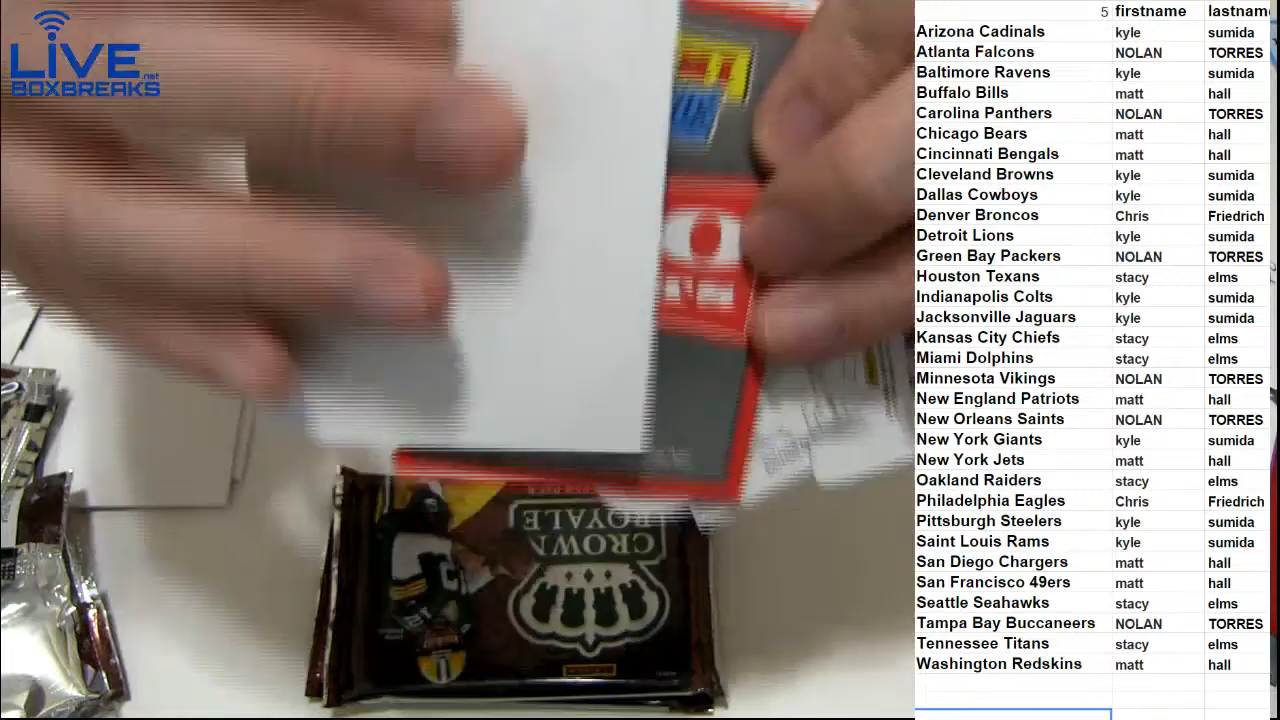 LIVE.net
BOXBREAKS
CROWN
ROYALE
PANINI
5 firstname lastname
Arizona Cadinals kyle sumida
Atlanta Falcons NOLAN TORRES
Baltimore Ravens kyle sumida
Buffalo Bills matt hall
Carolina Panthers NOLAN TORRES
Chicago Bears matt hall
Cincinnati Bengals matt hall
Cleveland Browns kyle sumida
Dallas Cowboys kyle sumida
Denver Broncos Chris Friedrich
Detroit Lions kyle sumida
Green Bay Packers NOLAN TORRES
Houston Texans stacy elms
Indianapolis Colts kyle sumida
Jacksonville Jaguars kyle sumida
Kansas City Chiefs stacy elms
Miami Dolphins stacy elms
Minnesota Vikings NOLAN TORRES
New England Patriots matt hall
New Orleans Saints NOLAN TORRES
New York Giants kyle sumida
New York Jets matt hall
Oakland Raiders stacy elms
Philadelphia Eagles Chris Friedrich
Pittsburgh Steelers kyle sumida
Saint Louis Rams kyle sumida
San Diego Chargers matt hall
San Francisco 49ers matt hall
Seattle Seahawks stacy elms
Tampa Bay Buccaneers NOLAN TORRES
Tennessee Titans stacy elms
Washington Redskins matt hall